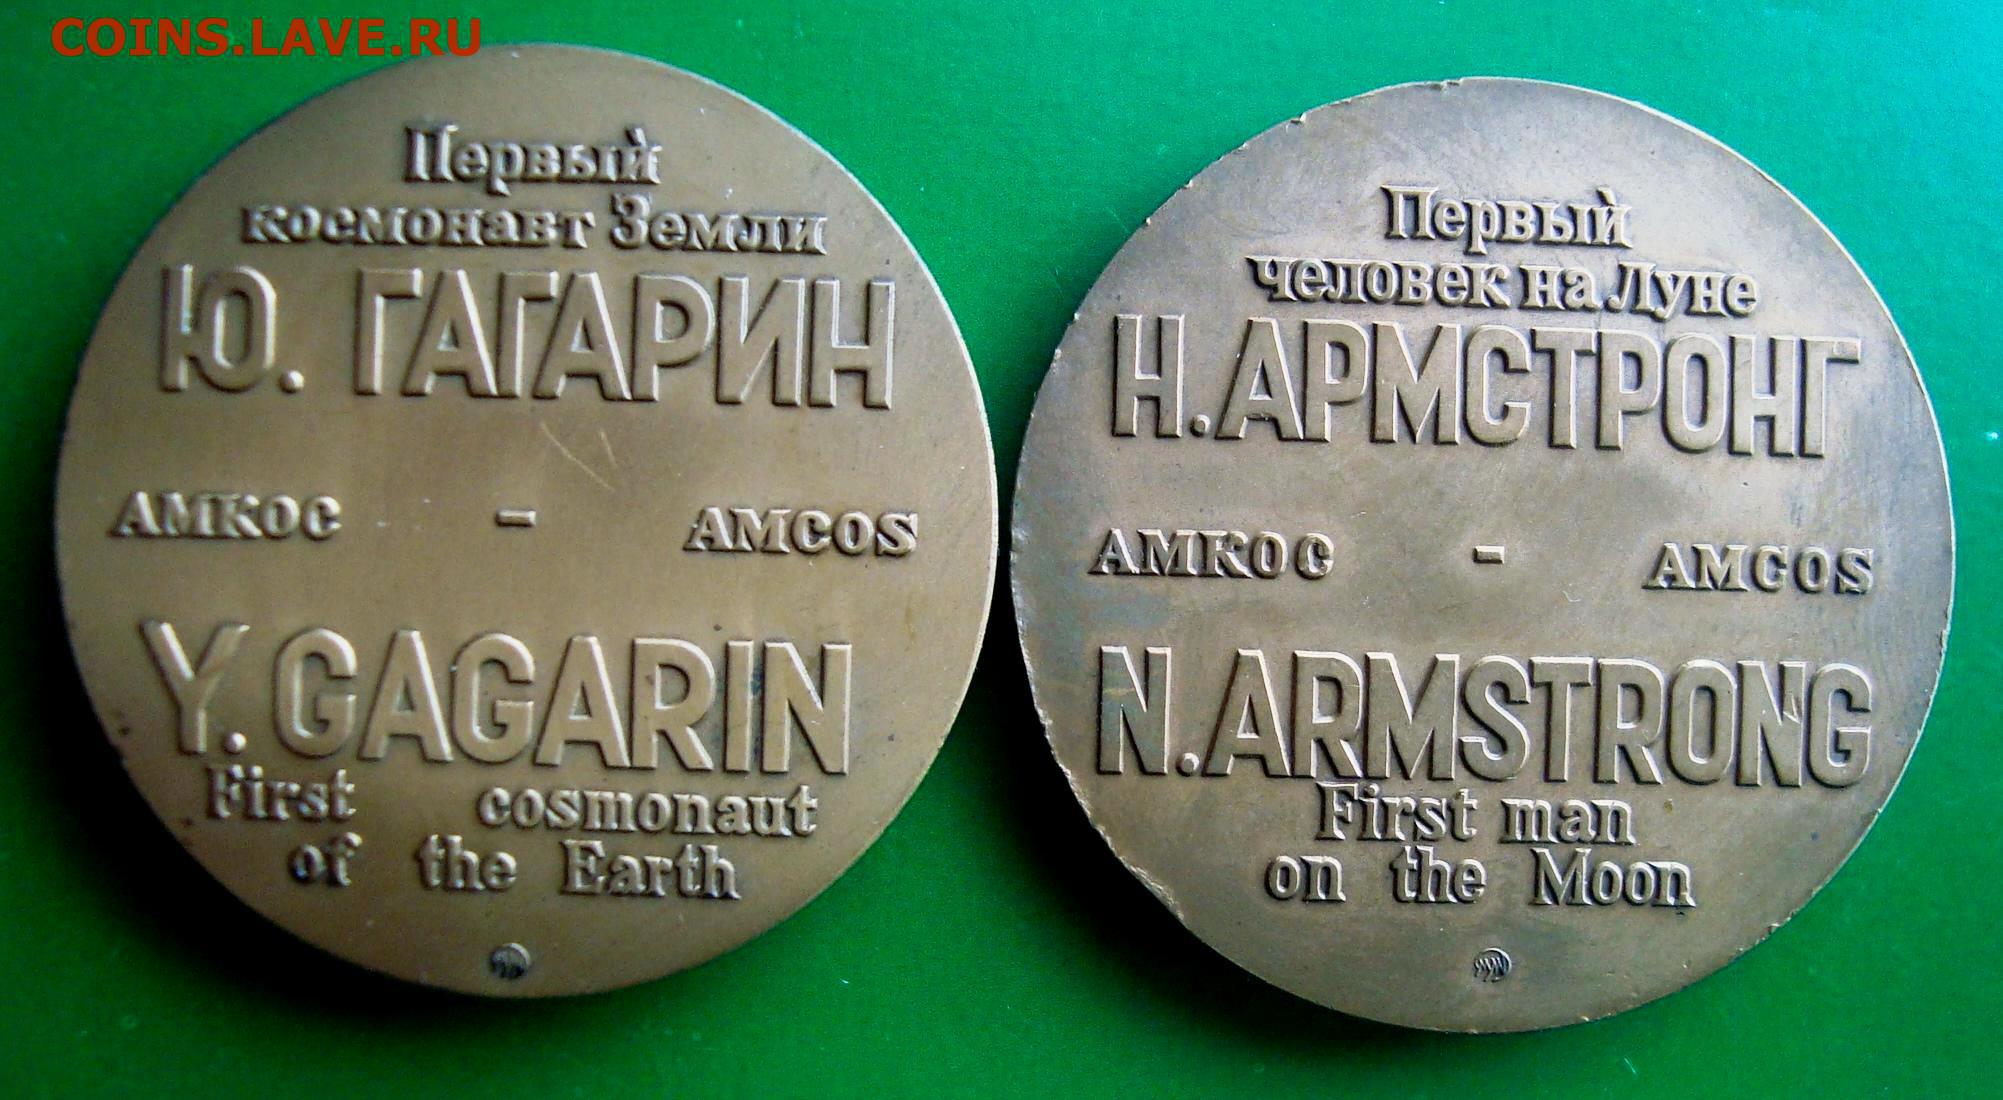 COINS.LAVE.RU
Первый
космонавт Земли
Ю. ГАГАРИН
АМКОС - AMCOS
Y. GAGARIN
First cosmonaut
of the Earth
Первый
человек на Луне
Н. АРМСТРОНГ
АМКОС - AMCOS
N. ARMSTRONG
First man
on the Moon